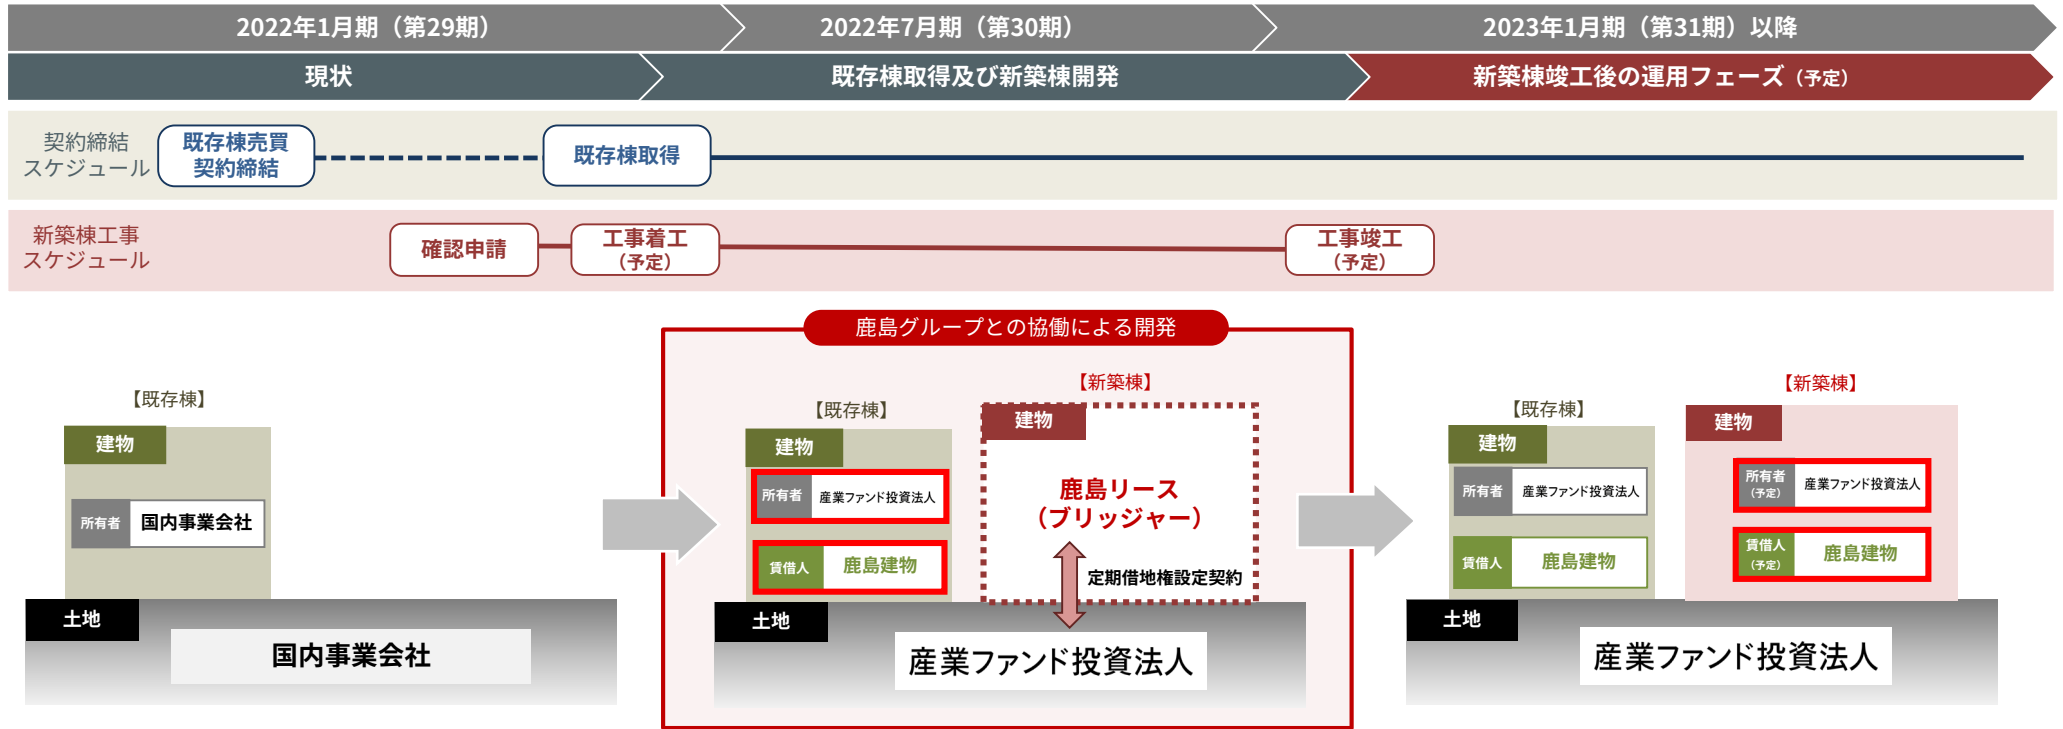 2022年1月期（第29期）
2022年7月期（第30期）
2023年1月期（第31期）以降
現状
既存棟取得及び新築棟開発
新築棟竣工後の運用フェーズ（予定）
契約締結
スケジュール
既存棟売買
契約締結
既存棟取得
新築棟工事
スケジュール
確認申請
工事着工
（予定）
工事竣工
（予定）
鹿島グループとの協働による開発
【既存棟】
建物
所有者
国内事業会社
土地
国内事業会社
【既存棟】
建物
所有者
産業ファンド投資法人
賃借人
鹿島建物
【新築棟】
建物
鹿島リース
（ブリッジャー）
定期借地権設定契約
土地
産業ファンド投資法人
【既存棟】
建物
所有者
産業ファンド投資法人
賃借人
鹿島建物
【新築棟】
建物
所有者
（予定）
産業ファンド投資法人
賃借人
（予定）
鹿島建物
土地
産業ファンド投資法人